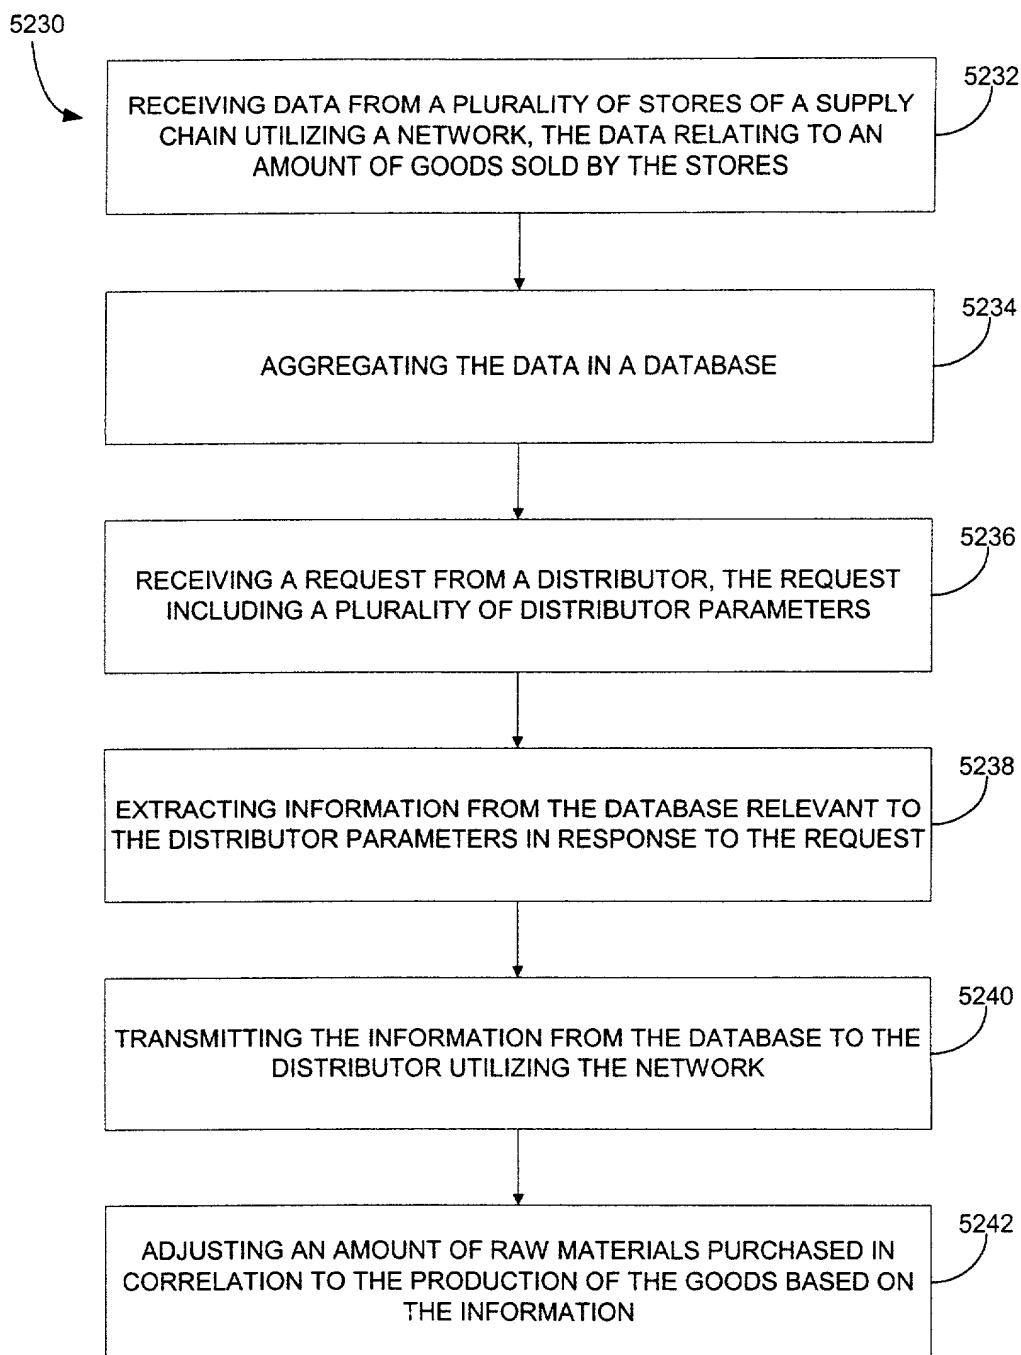 5230
5232
RECEIVING DATA FROM A PLURALITY OF STORES OF A SUPPLY
CHAIN UTILIZING A NETWORK, THE DATA RELATING TO AN
AMOUNT OF GOODS SOLD BY THE STORES
5234
AGGREGATING THE DATA IN A DATABASE
5236
RECEIVING A REQUEST FROM A DISTRIBUTOR, THE REQUEST
INCLUDING A PLURALITY OF DISTRIBUTOR PARAMETERS
5238
EXTRACTING INFORMATION FROM THE DATABASE RELEVANT TO
THE DISTRIBUTOR PARAMETERS IN RESPONSE TO THE REQUEST
5240
TRANSMITTING THE INFORMATION FROM THE DATABASE TO THE
DISTRIBUTOR UTILIZING THE NETWORK
5242
ADJUSTING AN AMOUNT OF RAW MATERIALS PURCHASED IN
CORRELATION TO THE PRODUCTION OF THE GOODS BASED ON
THE INFORMATION